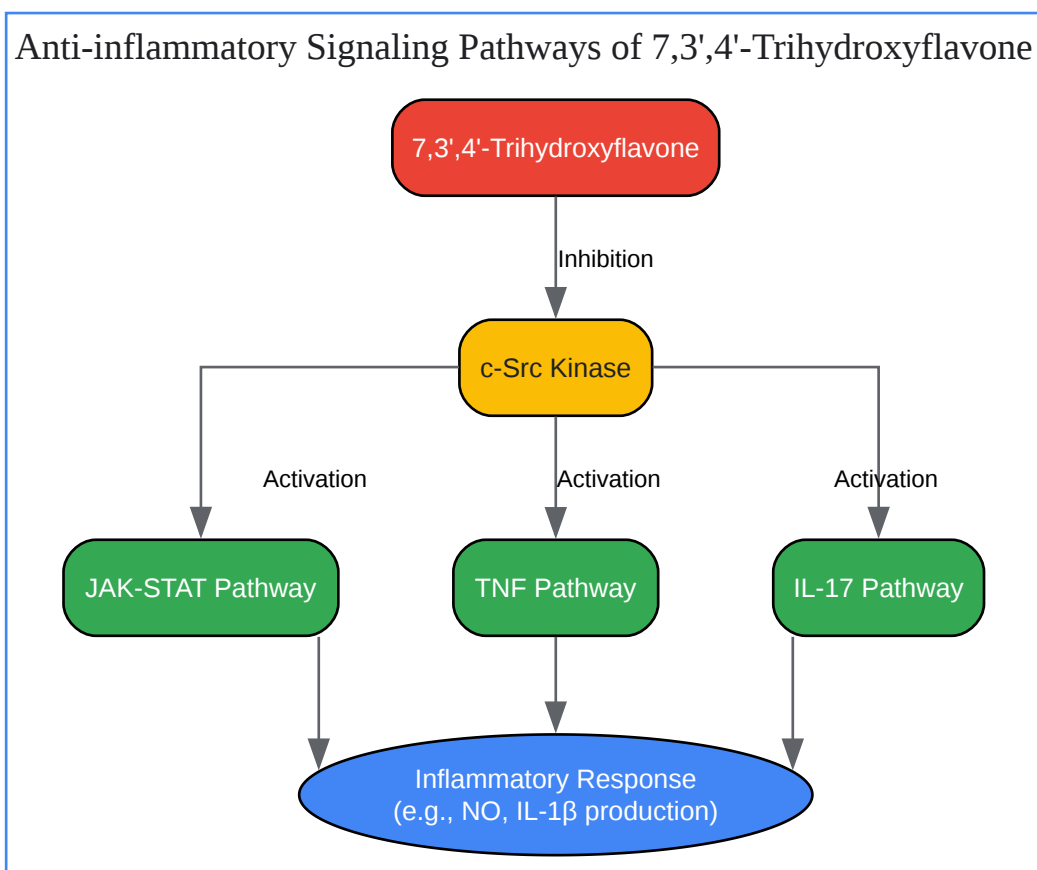 Anti-inflammatory Signaling Pathways of 7,3',4'-Trihydroxyflavone
7,3',4'-Trihydroxyflavone
Inhibition
c-Src Kinase
Activation
Activation
Activation
JAK-STAT Pathway
TNF Pathway
IL-17 Pathway
Inflammatory Response
(e.g., NO, IL-1β production)